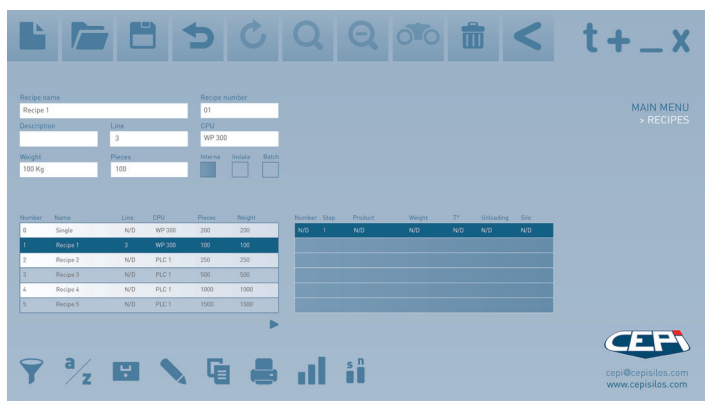 t + _ x
MAIN MENU
> RECIPES
Recipe name Recipe number
Recipe 1 01
Description Line CPU
3 WP 300
Weight Pieces Interna Insiata Batch
100 Kg 100
Number Name Line CPU Pieces Weight
0 Single N/D WP 300 200 200
1 Recipe 1 3 WP 300 100 100
2 Recipe 2 N/D PLC 1 250 250
3 Recipe 3 N/D PLC 1 500 500
4 Recipe 4 N/D PLC 1 1000 1000
5 Recipe 5 N/D PLC 1 1500 1500
Number Step Product Weight T° Unloading Silo
N/D 1 N/D N/D N/D N/D N/D
a/z
s n
CEPI
cepi@cepisilos.com
www.cepisilos.com